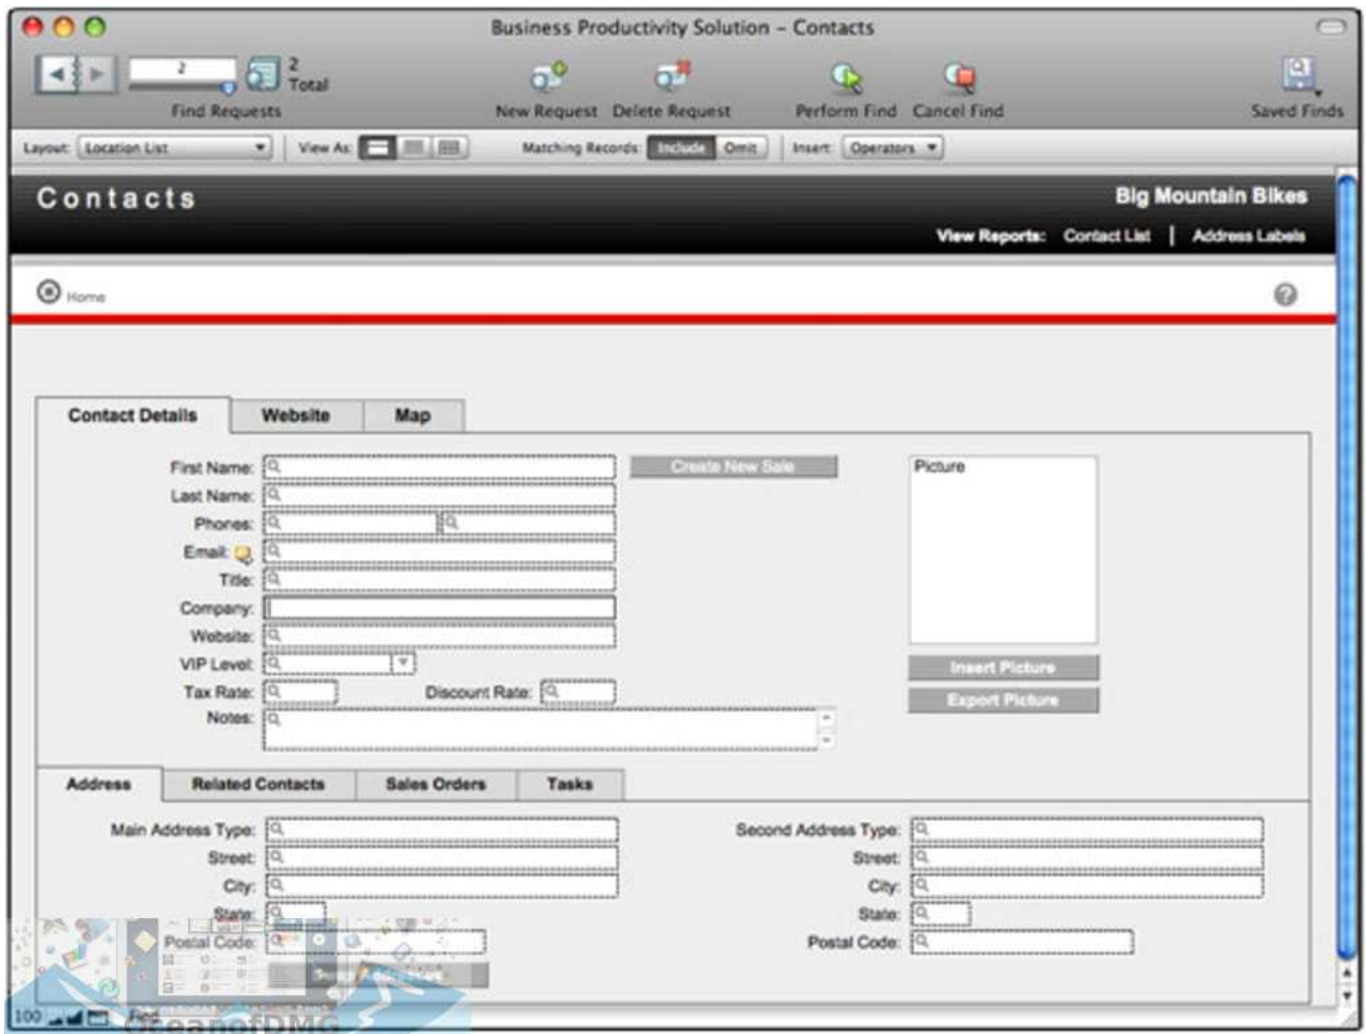 Business Productivity Solution – Contacts
2
2
Total
Find Requests
New Request
Delete Request
Perform Find
Cancel Find
Saved Finds
Layout: Location List
View As:
Matching Records: Include Omit
Insert: Operators
Contacts
Big Mountain Bikes
View Reports: Contact List | Address Labels
Home
?
Contact Details
Website
Map
First Name:
Create New Sale
Picture
Last Name:
Phones:
Email:
Title:
Company:
Website:
VIP Level:
Insert Picture
Tax Rate:
Discount Rate:
Export Picture
Notes:
Address
Related Contacts
Sales Orders
Tasks
Main Address Type:
Second Address Type:
Street:
Street:
City:
City:
State:
State:
Postal Code:
Postal Code:
100
Find
OceanofDMG